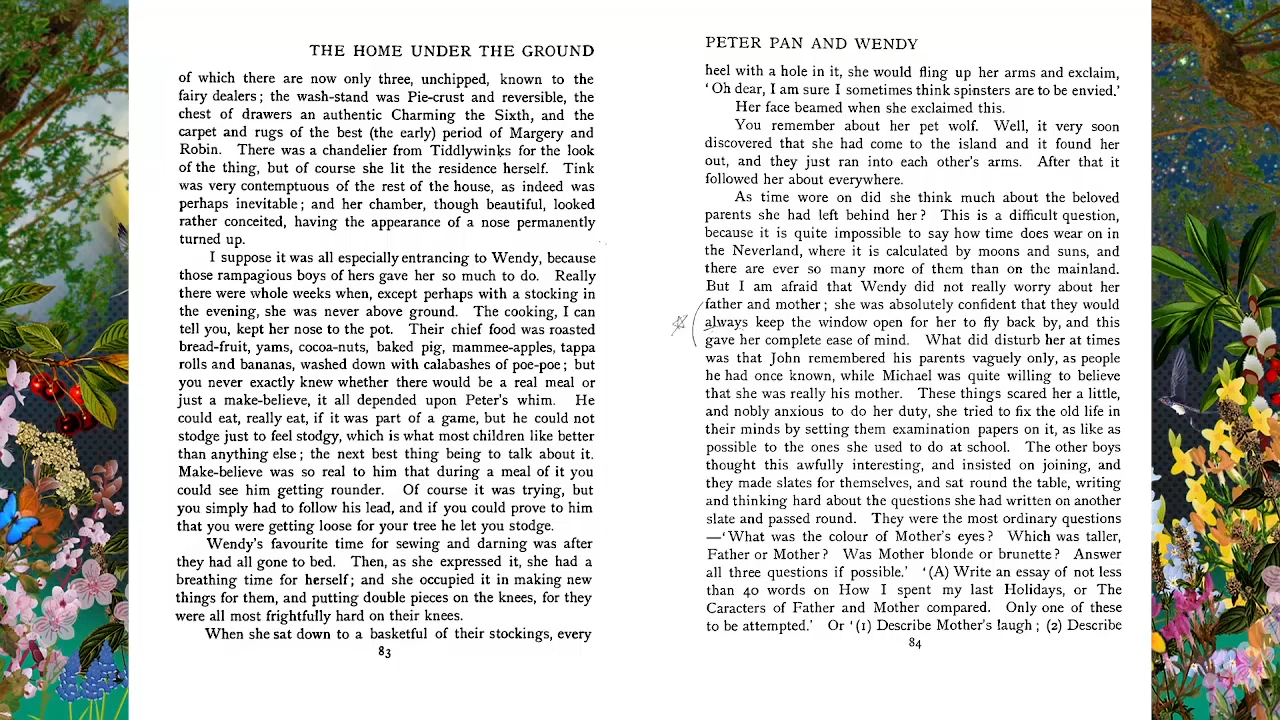 THE HOME UNDER THE GROUND
of which there are now only three, unchipped, known to the
fairy dealers; the wash-stand was Pie-crust and reversible, the
chest of drawers an authentic Charming the Sixth, and the
carpet and rugs of the best (the early) period of Margery and
Robin. There was a chandelier from Tiddlywinks for the look
of the thing, but of course she lit the residence herself. Tink
was very contemptuous of the rest of the house, as indeed was
perhaps inevitable; and her chamber, though beautiful, looked
rather conceited, having the appearance of a nose permanently
turned up.
I suppose it was all especially entrancing to Wendy, because
those rampagious boys of hers gave her so much to do. Really
there were whole weeks when, except perhaps with a stocking in
the evening, she was never above ground. The cooking, I can
tell you, kept her nose to the pot. Their chief food was roasted
bread-fruit, yams, cocoa-nuts, baked pig, mammee-apples, tappa
rolls and bananas, washed down with calabashes of poe-poe; but
you never exactly knew whether there would be a real meal or
just a make-believe, it all depended upon Peter's whim. He
could eat, really eat, if it was part of a game, but he could not
stodge just to feel stodgy, which is what most children like better
than anything else; the next best thing being to talk about it.
Make-believe was so real to him that during a meal of it you
could see him getting rounder. Of course it was trying, but
you simply had to follow his lead, and if you could prove to him
that you were getting loose for your tree he let you stodge.
Wendy's favourite time for sewing and darning was after
they had all gone to bed. Then, as she expressed it, she had a
breathing time for herself; and she occupied it in making new
things for them, and putting double pieces on the knees, for they
were all most frightfully hard on their knees.
When she sat down to a basketful of their stockings, every
83
PETER PAN AND WENDY
heel with a hole in it, she would fling up her arms and exclaim,
'Oh dear, I am sure I sometimes think spinsters are to be envied.'
Her face beamed when she exclaimed this.
You remember about her pet wolf. Well, it very soon
discovered that she had come to the island and it found her
out, and they just ran into each other's arms. After that it
followed her about everywhere.
As time wore on did she think much about the beloved
parents she had left behind her? This is a difficult question,
because it is quite impossible to say how time does wear on in
the Neverland, where it is calculated by moons and suns, and
there are ever so many more of them than on the mainland.
But I am afraid that Wendy did not really worry about her
father and mother; she was absolutely confident that they would
always keep the window open for her to fly back by, and this
gave her complete ease of mind. What did disturb her at times
was that John remembered his parents vaguely only, as people
he had once known, while Michael was quite willing to believe
that she was really his mother. These things scared her a little,
and nobly anxious to do her duty, she tried to fix the old life in
their minds by setting them examination papers on it, as like as
possible to the ones she used to do at school. The other boys
thought this awfully interesting, and insisted on joining, and
they made slates for themselves, and sat round the table, writing
and thinking hard about the questions she had written on another
slate and passed round. They were the most ordinary questions
—'What was the colour of Mother's eyes? Which was taller,
Father or Mother? Was Mother blonde or brunette? Answer
all three questions if possible.' '(A) Write an essay of not less
than 40 words on How I spent my last Holidays, or The
Caracters of Father and Mother compared. Only one of these
to be attempted.' Or '(1) Describe Mother's laugh; (2) Describe
84